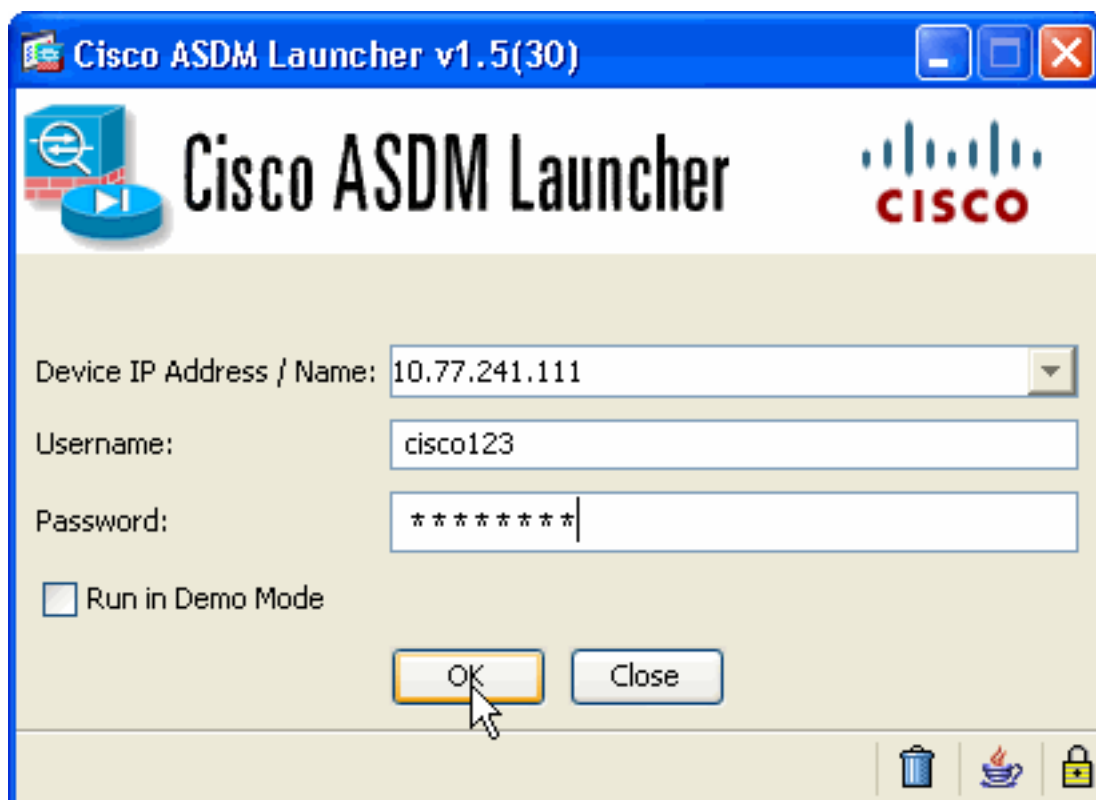 Cisco ASDM Launcher v1.5(30)
Cisco ASDM Launcher
CISCO
Device IP Address / Name: 10.77.241.111
Username: cisco123
Password: ********
Run in Demo Mode
OK Close